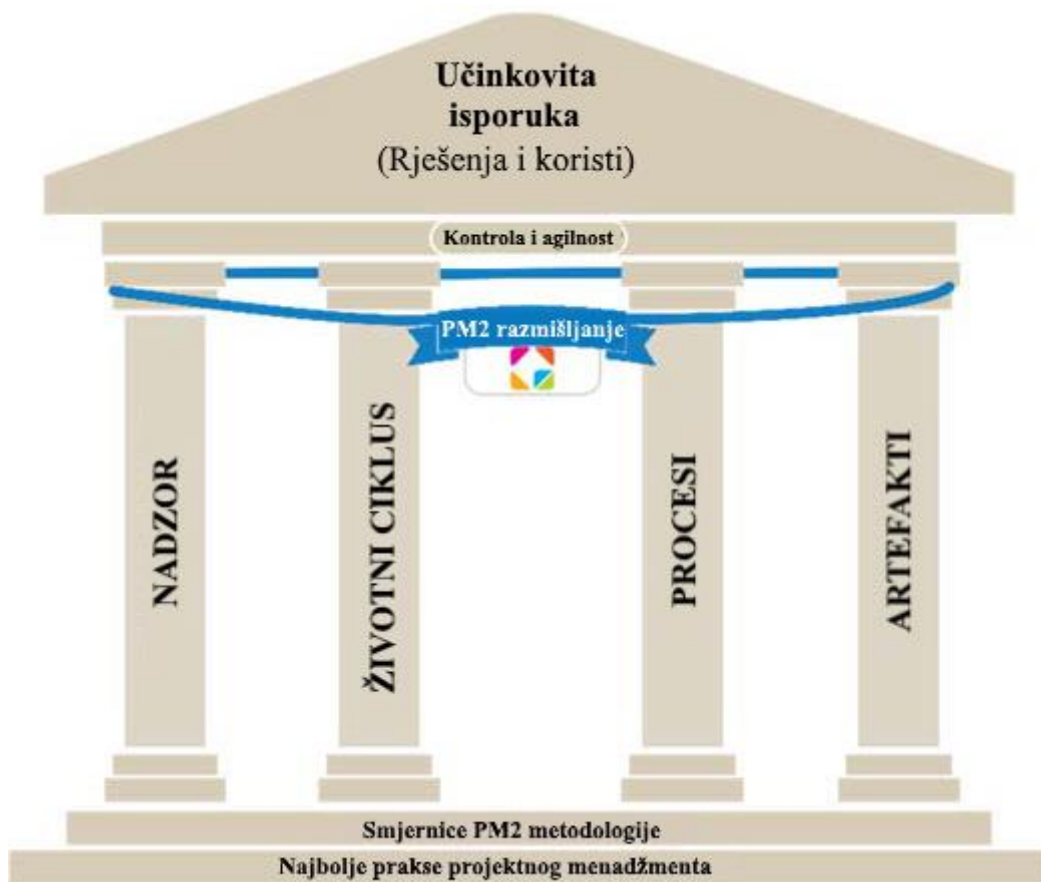 Učinkovita
isporuka
(Rješenja i koristi)
Kontrola i agilnost
PM2 razmišljanje
NADZOR
ŽIVOTNI CIKLUS
PROCESI
ARTEFAKTI
Smjernice PM2 metodologije
Najbolje prakse projektnog menadžmenta